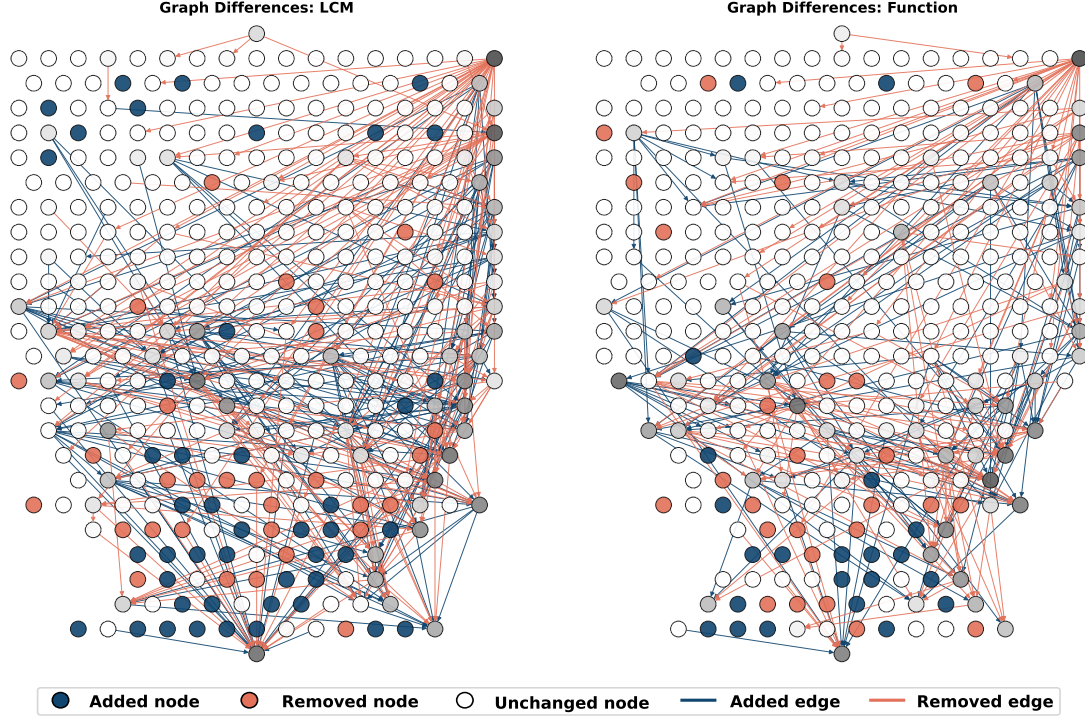 Graph Differences: LCM
Graph Differences: Function
Added node
Removed node
Unchanged node
Added edge
Removed edge